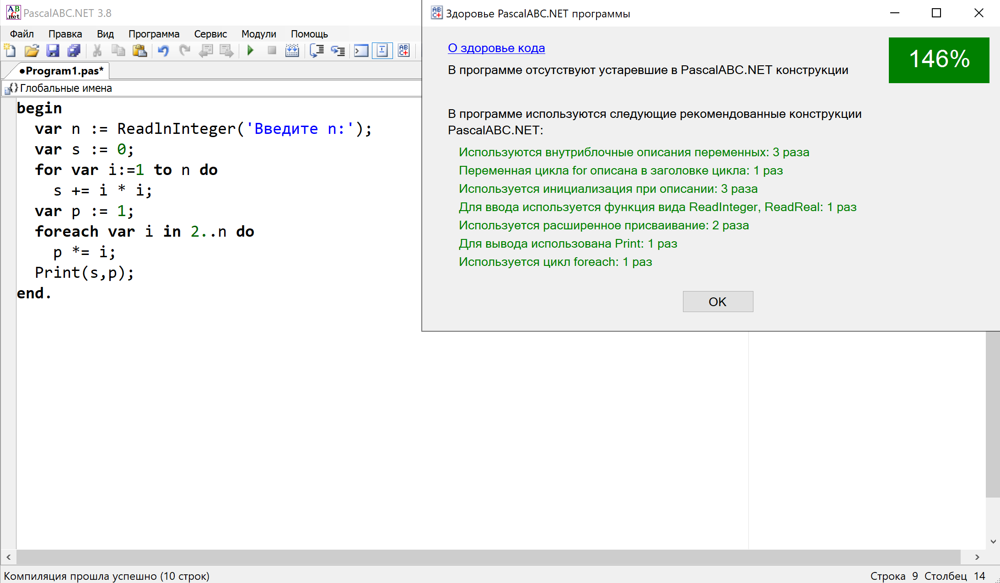 PascalABC.NET 3.8
Файл Правка Вид Программа Сервис Модули Помощь
●Program1.pas*
Глобальные имена
begin
  var n := ReadlnInteger('Введите n:');
  var s := 0;
  for var i:=1 to n do
    s += i * i;
  var p := 1;
  foreach var i in 2..n do
    p *= i;
  Print(s,p);
end.
Здоровье PascalABC.NET программы
О здоровье кода
146%
В программе отсутствуют устаревшие в PascalABC.NET конструкции
В программе используются следующие рекомендованные конструкции
PascalABC.NET:
Используются внутриблочные описания переменных: 3 раза
Переменная цикла for описана в заголовке цикла: 1 раз
Используется инициализация при описании: 3 раза
Для ввода используется функция вида ReadInteger, ReadReal: 1 раз
Используется расширенное присваивание: 2 раза
Для вывода использована Print: 1 раз
Используется цикл foreach: 1 раз
OK
Компиляция прошла успешно (10 строк)
Строка 9 Столбец 14